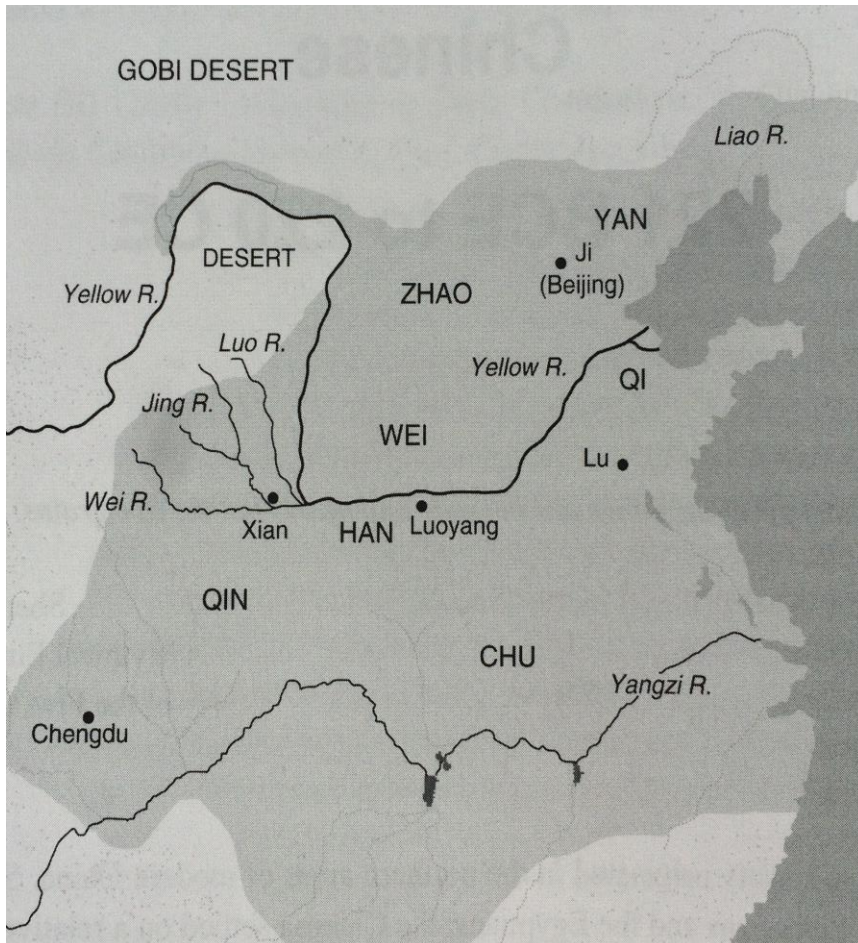 GOBI DESERT
Liao R.
YAN
Ji
(Beijing)
DESERT
ZHAO
Yellow R.
Luo R.
Yellow R.
QI
Jing R.
WEI
Lu
Wei R.
Xian
HAN
Luoyang
QIN
CHU
Yangzi R.
Chengdu